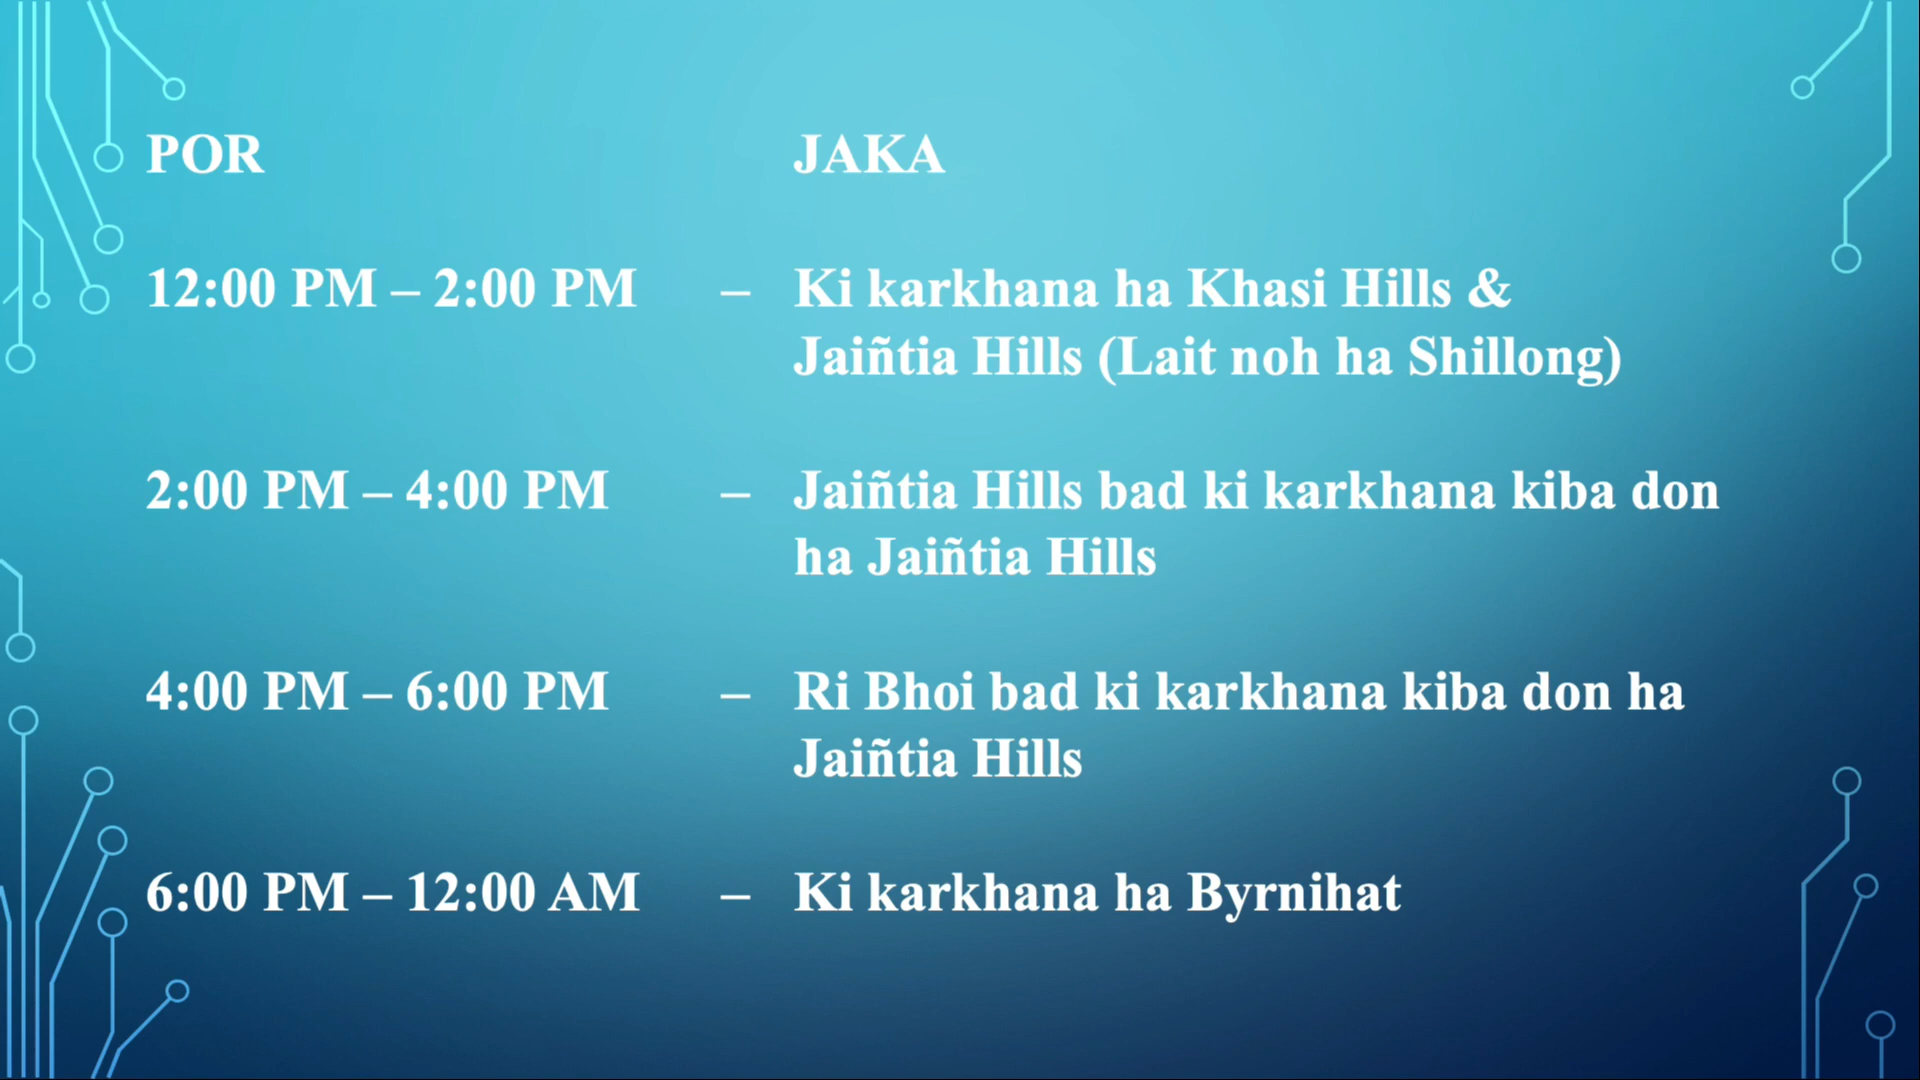 POR JAKA
12:00 PM – 2:00 PM – Ki karkhana ha Khasi Hills &
Jaiñtia Hills (Lait noh ha Shillong)
2:00 PM – 4:00 PM – Jaiñtia Hills bad ki karkhana kiba don
ha Jaiñtia Hills
4:00 PM – 6:00 PM – Ri Bhoi bad ki karkhana kiba don ha
Jaiñtia Hills
6:00 PM – 12:00 AM – Ki karkhana ha Byrnihat